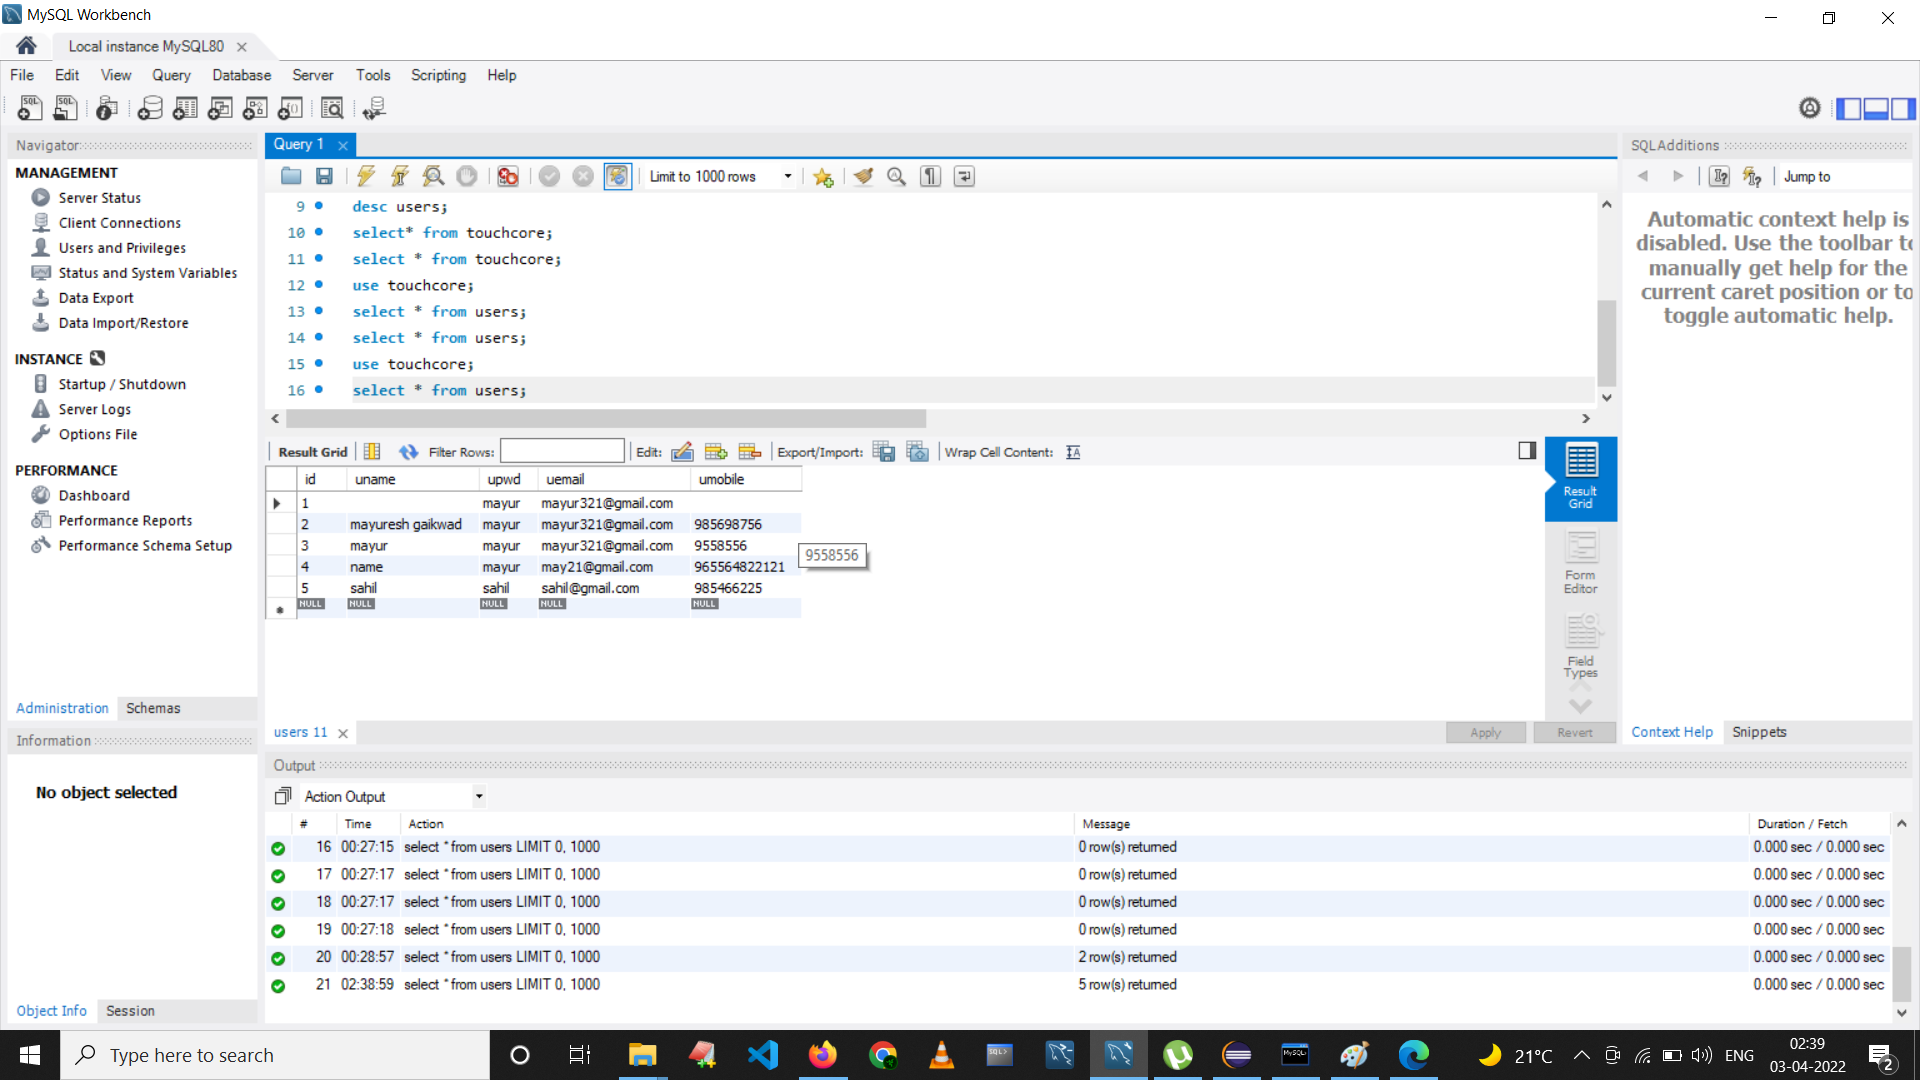 MySQL Workbench
Local instance MySQL80
File Edit View Query Database Server Tools Scripting Help
Navigator
MANAGEMENT
Server Status
Client Connections
Users and Privileges
Status and System Variables
Data Export
Data Import/Restore
INSTANCE
Startup / Shutdown
Server Logs
Options File
PERFORMANCE
Dashboard
Performance Reports
Performance Schema Setup
Administration Schemas
Information
No object selected
Object Info Session
Query 1
Limit to 1000 rows
9 desc users;
10 select* from touchcore;
11 select * from touchcore;
12 use touchcore;
13 select * from users;
14 select * from users;
15 use touchcore;
16 select * from users;
Result Grid Filter Rows: Edit: Export/Import: Wrap Cell Content:
id uname upwd uemail umobile
1 mayur mayur321@gmail.com
2 mayuresh gaikwad mayur mayur321@gmail.com 985698756
3 mayur mayur mayur321@gmail.com 9558556
4 name mayur may21@gmail.com 965564822121
5 sahil sahil sahil@gmail.com 985466225
NULL NULL NULL NULL NULL
9558556
Result
Grid
Form
Editor
Field
Types
users 11
Apply Revert
SQLAdditions
Jump to
Automatic context help is
disabled. Use the toolbar to
manually get help for the
current caret position or to
toggle automatic help.
Context Help Snippets
Output
Action Output
# Time Action Message Duration / Fetch
16 00:27:15 select * from users LIMIT 0, 1000 0 row(s) returned 0.000 sec / 0.000 sec
17 00:27:17 select * from users LIMIT 0, 1000 0 row(s) returned 0.000 sec / 0.000 sec
18 00:27:17 select * from users LIMIT 0, 1000 0 row(s) returned 0.000 sec / 0.000 sec
19 00:27:18 select * from users LIMIT 0, 1000 0 row(s) returned 0.000 sec / 0.000 sec
20 00:28:57 select * from users LIMIT 0, 1000 2 row(s) returned 0.000 sec / 0.000 sec
21 02:38:59 select * from users LIMIT 0, 1000 5 row(s) returned 0.000 sec / 0.000 sec
Type here to search
21°C
ENG
02:39
03-04-2022
2